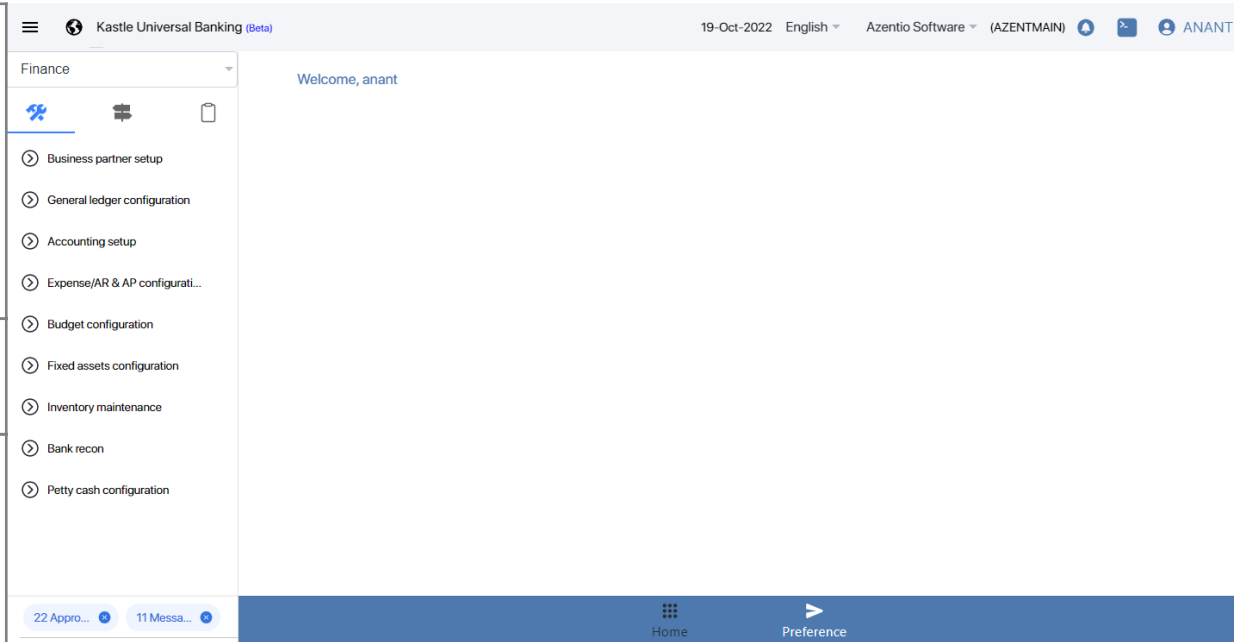 Kastle Universal Banking (Beta)
19-Oct-2022 English Azentio Software (AZENTMAIN) ANANT
Finance
Welcome, anant
Business partner setup
General ledger configuration
Accounting setup
Expense/AR & AP configurati...
Budget configuration
Fixed assets configuration
Inventory maintenance
Bank recon
Petty cash configuration
22 Appro... 11 Messa...
Home Preference